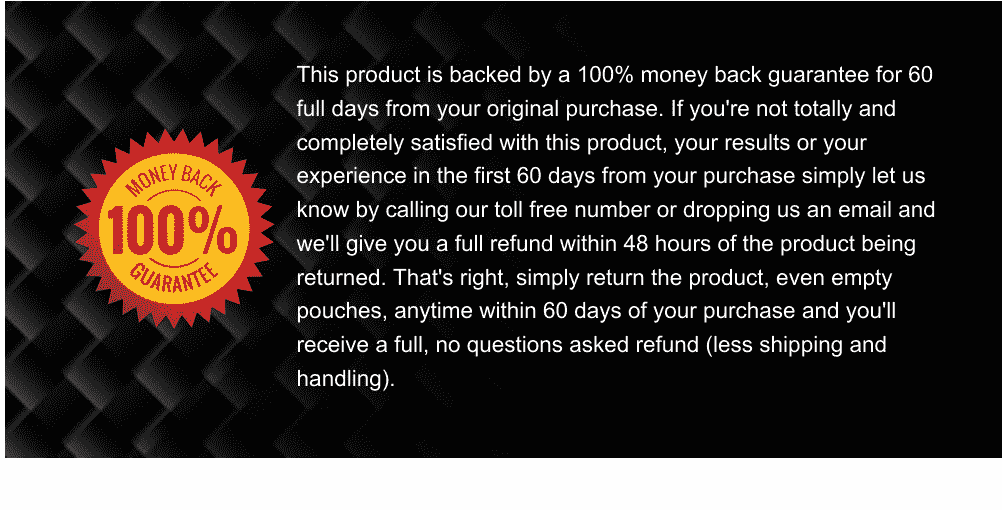 MONEY BACK
100%
GUARANTEE
This product is backed by a 100% money back guarantee for 60
full days from your original purchase. If you're not totally and
completely satisfied with this product, your results or your
experience in the first 60 days from your purchase simply let us
know by calling our toll free number or dropping us an email and
we'll give you a full refund within 48 hours of the product being
returned. That's right, simply return the product, even empty
pouches, anytime within 60 days of your purchase and you'll
receive a full, no questions asked refund (less shipping and
handling).